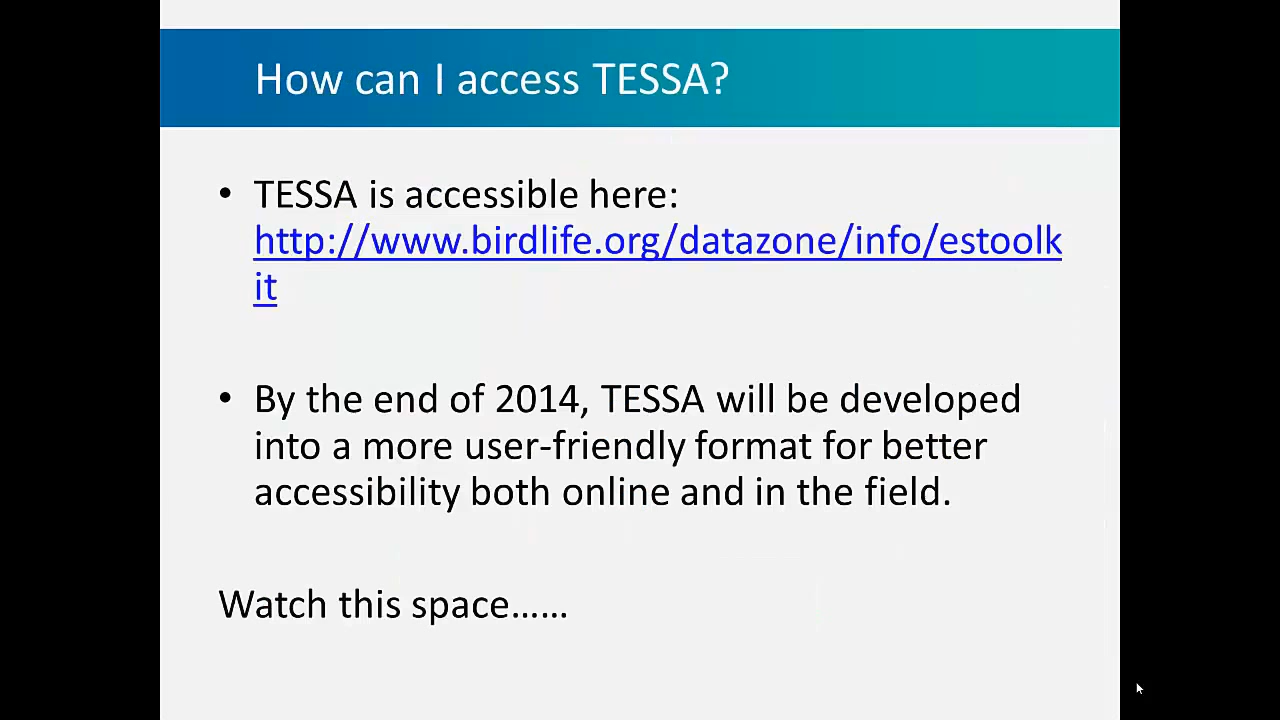 How can I access TESSA?
• TESSA is accessible here:
http://www.birdlife.org/datazone/info/estoolk
it
• By the end of 2014, TESSA will be developed
into a more user-friendly format for better
accessibility both online and in the field.
Watch this space……